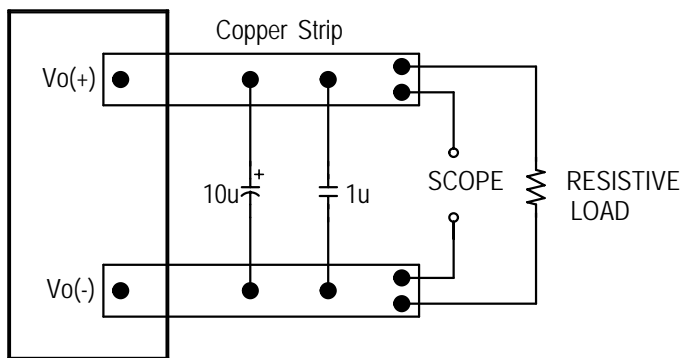 Copper Strip
Vo(+)
+
10u
1u
SCOPE
RESISTIVE
LOAD
Vo(-)